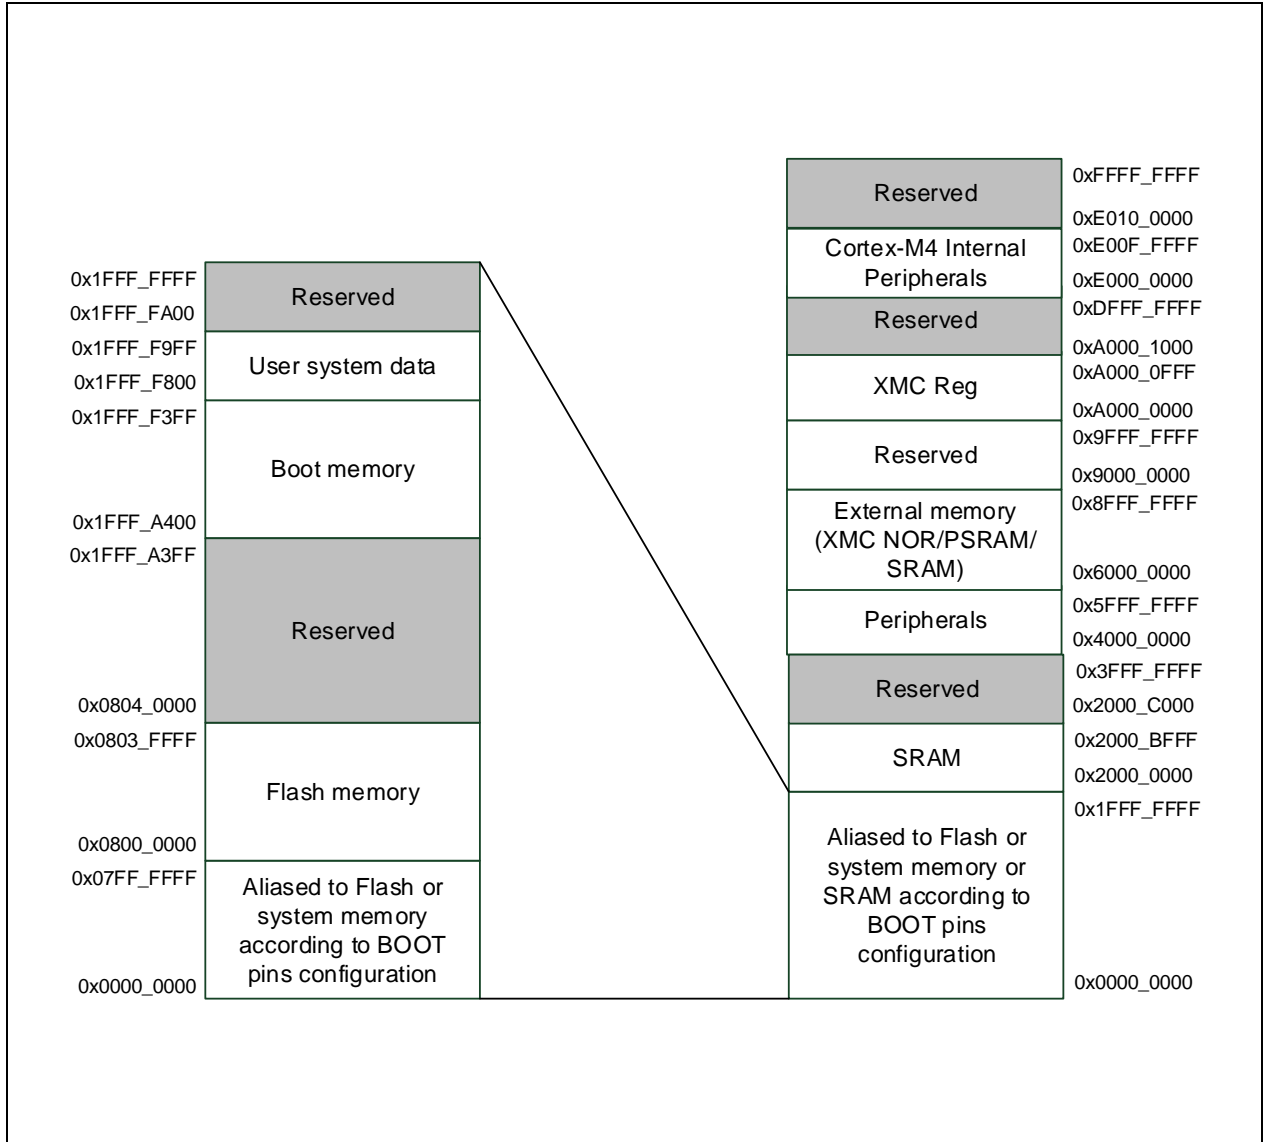 0x1FFF_FFFF
Reserved
0x1FFF_FA00
0x1FFF_F9FF
User system data
0x1FFF_F800
0x1FFF_F3FF
Boot memory
0x1FFF_A400
0x1FFF_A3FF
Reserved
0x0804_0000
0x0803_FFFF
Flash memory
0x0800_0000
0x07FF_FFFF
Aliased to Flash or
system memory
according to BOOT
pins configuration
0x0000_0000
0xFFFF_FFFF
Reserved
0xE010_0000
Cortex-M4 Internal
Peripherals
0xE00F_FFFF
0xE000_0000
0xDFFF_FFFF
Reserved
0xA000_1000
0xA000_0FFF
XMC Reg
0xA000_0000
0x9FFF_FFFF
Reserved
0x9000_0000
0x8FFF_FFFF
External memory
(XMC NOR/PSRAM/
SRAM)
0x6000_0000
0x5FFF_FFFF
Peripherals
0x4000_0000
0x3FFF_FFFF
Reserved
0x2000_C000
0x2000_BFFF
SRAM
0x2000_0000
0x1FFF_FFFF
Aliased to Flash or
system memory or
SRAM according to
BOOT pins
configuration
0x0000_0000